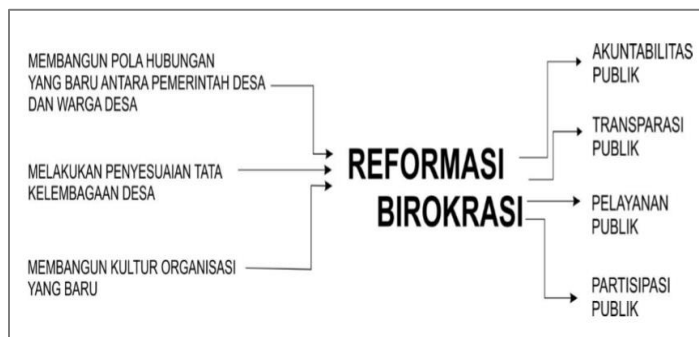 MEMBANGUN POLA HUBUNGAN
YANG BARU ANTARA PEMERINTAH DESA
DAN WARGA DESA
MELAKUKAN PENYESUAIAN TATA
KELEMBAGAAN DESA
MEMBANGUN KULTUR ORGANISASI
YANG BARU
REFORMASI
BIROKRASI
AKUNTABILITAS
PUBLIK
TRANSPARASI
PUBLIK
PELAYANAN
PUBLIK
PARTISIPASI
PUBLIK